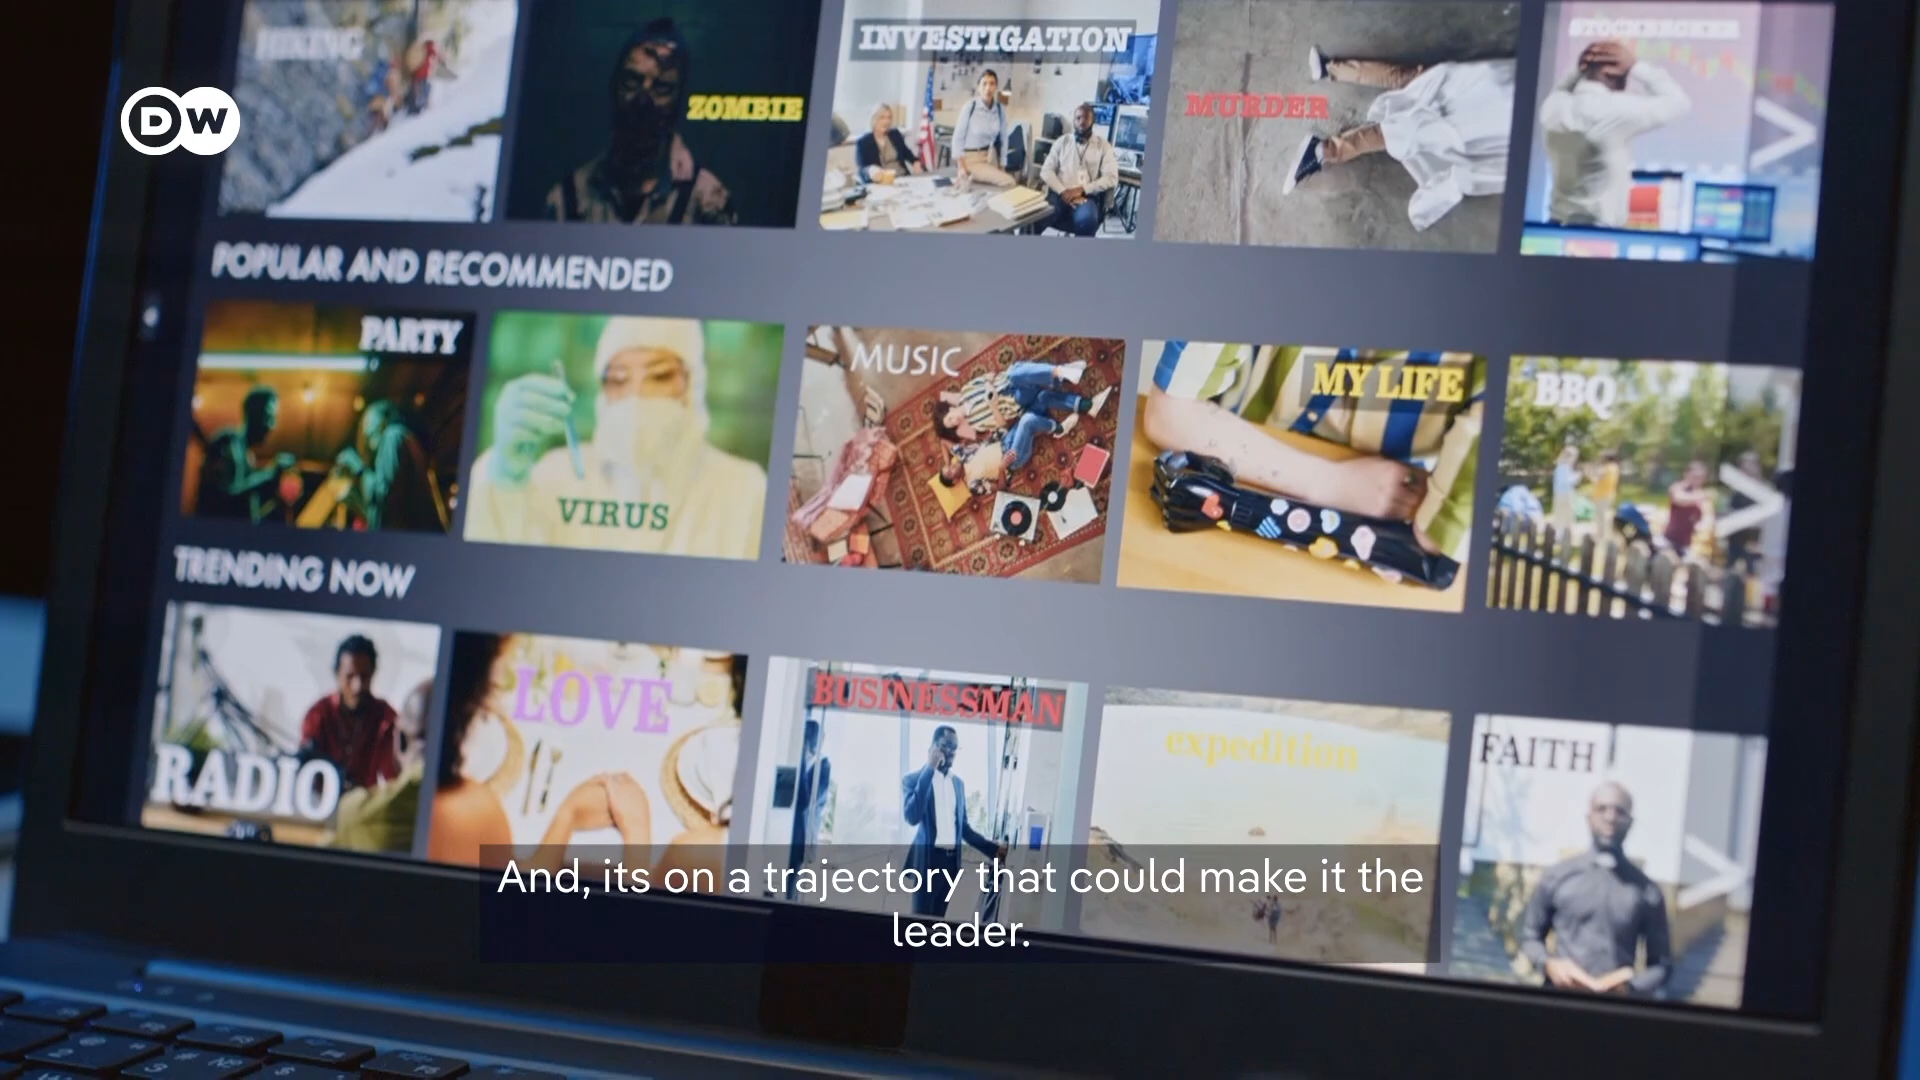 HIKING
ZOMBIE
INVESTIGATION
MURDER
STOCKBROKER
DW
POPULAR AND RECOMMENDED
PARTY
VIRUS
MUSIC
MY LIFE
BBQ
TRENDING NOW
RADIO
LOVE
BUSINESSMAN
expedition
FAITH
And, its on a trajectory that could make it the
leader.